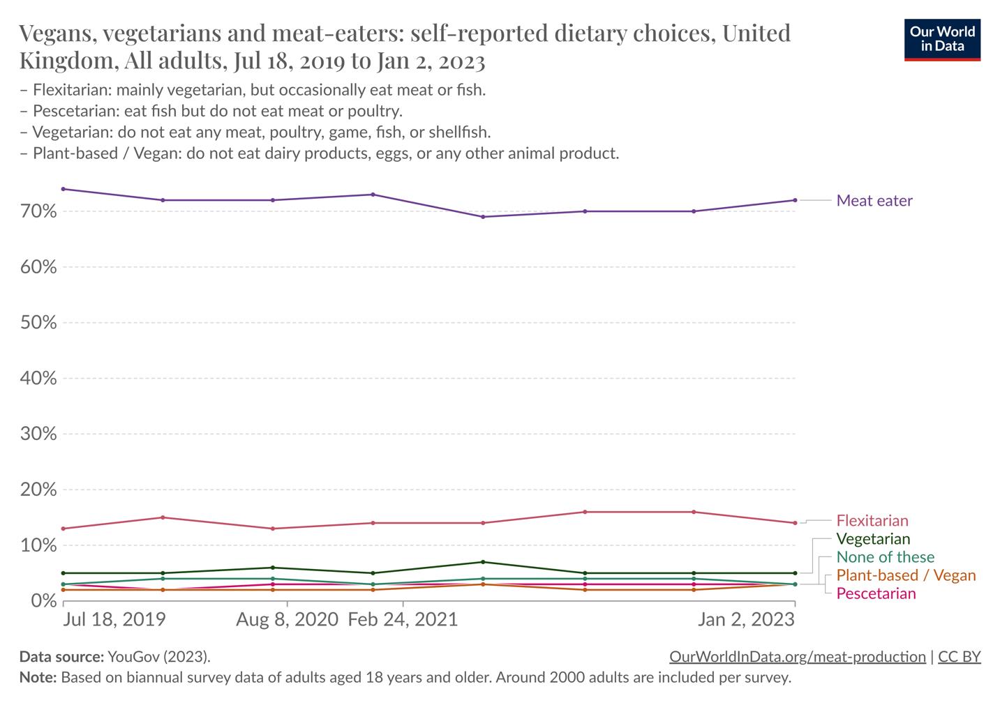 Vegans, vegetarians and meat-eaters: self-reported dietary choices, United
Kingdom, All adults, Jul 18, 2019 to Jan 2, 2023
Our World
in Data
– Flexitarian: mainly vegetarian, but occasionally eat meat or fish.
– Pescetarian: eat fish but do not eat meat or poultry.
– Vegetarian: do not eat any meat, poultry, game, fish, or shellfish.
– Plant-based / Vegan: do not eat dairy products, eggs, or any other animal product.
70%
60%
50%
40%
30%
20%
10%
0%
Meat eater
Flexitarian
Vegetarian
None of these
Plant-based / Vegan
Pescetarian
Jul 18, 2019 Aug 8, 2020 Feb 24, 2021 Jan 2, 2023
Data source: YouGov (2023).
OurWorldInData.org/meat-production | CC BY
Note: Based on biannual survey data of adults aged 18 years and older. Around 2000 adults are included per survey.